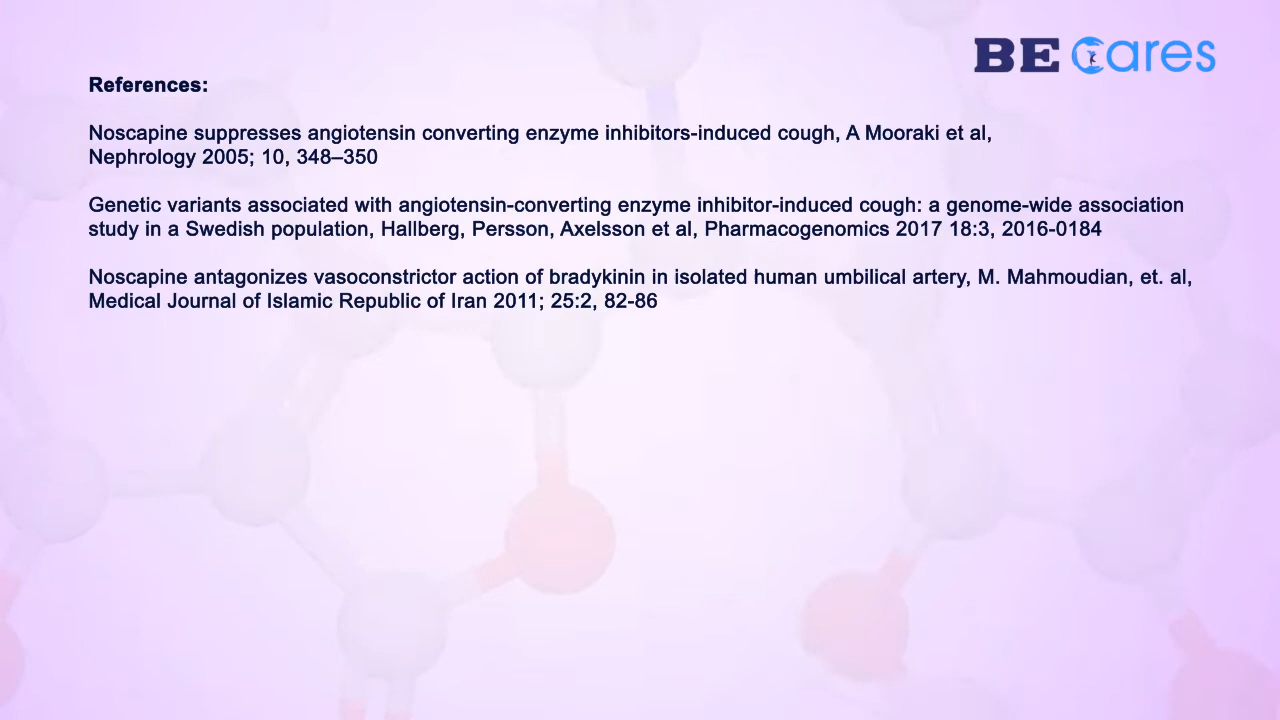 BE Cares
References:
Noscapine suppresses angiotensin converting enzyme inhibitors-induced cough, A Mooraki et al,
Nephrology 2005; 10, 348–350
Genetic variants associated with angiotensin-converting enzyme inhibitor-induced cough: a genome-wide association
study in a Swedish population, Hallberg, Persson, Axelsson et al, Pharmacogenomics 2017 18:3, 2016-0184
Noscapine antagonizes vasoconstrictor action of bradykinin in isolated human umbilical artery, M. Mahmoudian, et. al,
Medical Journal of Islamic Republic of Iran 2011; 25:2, 82-86